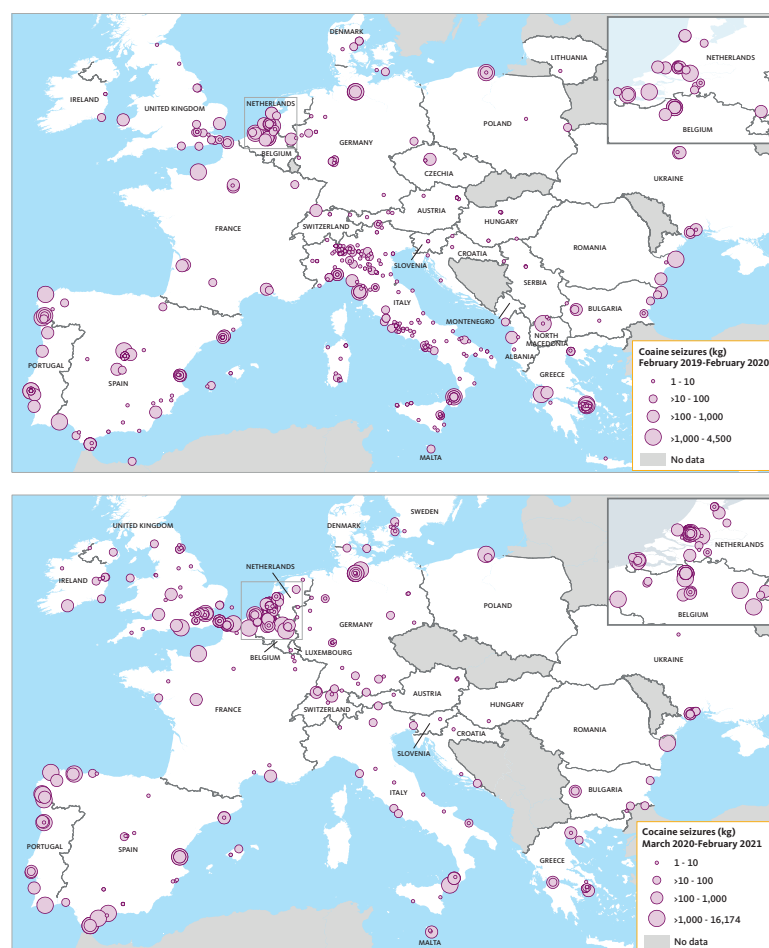 DENMARK
LITHUANIA
NETHERLANDS
BELGIUM
IRELAND
UNITED KINGDOM
NETHERLANDS
BELGIUM
GERMANY
POLAND
CZECHIA
UKRAINE
FRANCE
SWITZERLAND
AUSTRIA
HUNGARY
SLOVENIA
CROATIA
ROMANIA
SERBIA
ITALY
MONTENEGRO
BULGARIA
NORTH
MACEDONIA
ALBANIA
PORTUGAL
SPAIN
GREECE
MALTA
Coaine seizures (kg)
February 2019-February 2020
1 - 10
>10 - 100
>100 - 1,000
>1,000 - 4,500
No data
UNITED KINGDOM
DENMARK
SWEDEN
NETHERLANDS
BELGIUM
NETHERLANDS
IRELAND
POLAND
GERMANY
BELGIUM
LUXEMBOURG
UKRAINE
FRANCE
SWITZERLAND
AUSTRIA
HUNGARY
CROATIA
SLOVENIA
ROMANIA
ITALY
BULGARIA
PORTUGAL
SPAIN
GREECE
MALTA
Cocaine seizures (kg)
March 2020-February 2021
1 - 10
>10 - 100
>100 - 1,000
>1,000 - 16,174
No data